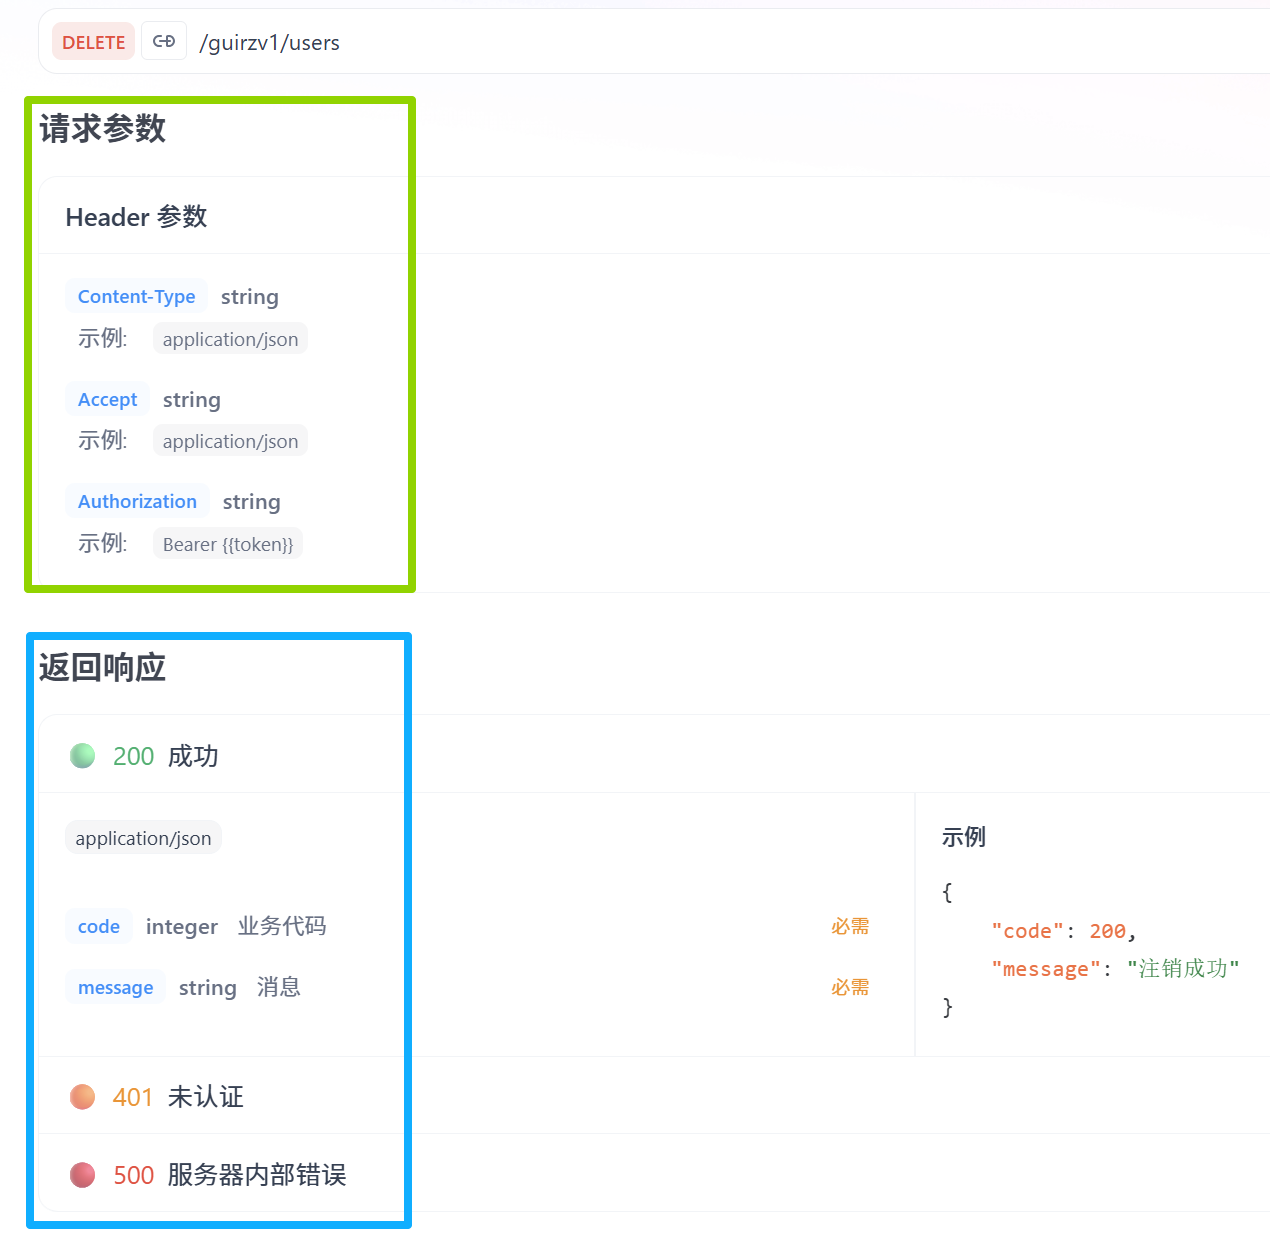 DELETE /guirzv1/users
请求参数
Header 参数
Content-Type string
示例: application/json
Accept string
示例: application/json
Authorization string
示例: Bearer {{token}}
返回响应
200 成功
application/json
code integer 业务代码 必需
message string 消息 必需
示例
{
"code": 200,
"message": "注销成功"
}
401 未认证
500 服务器内部错误